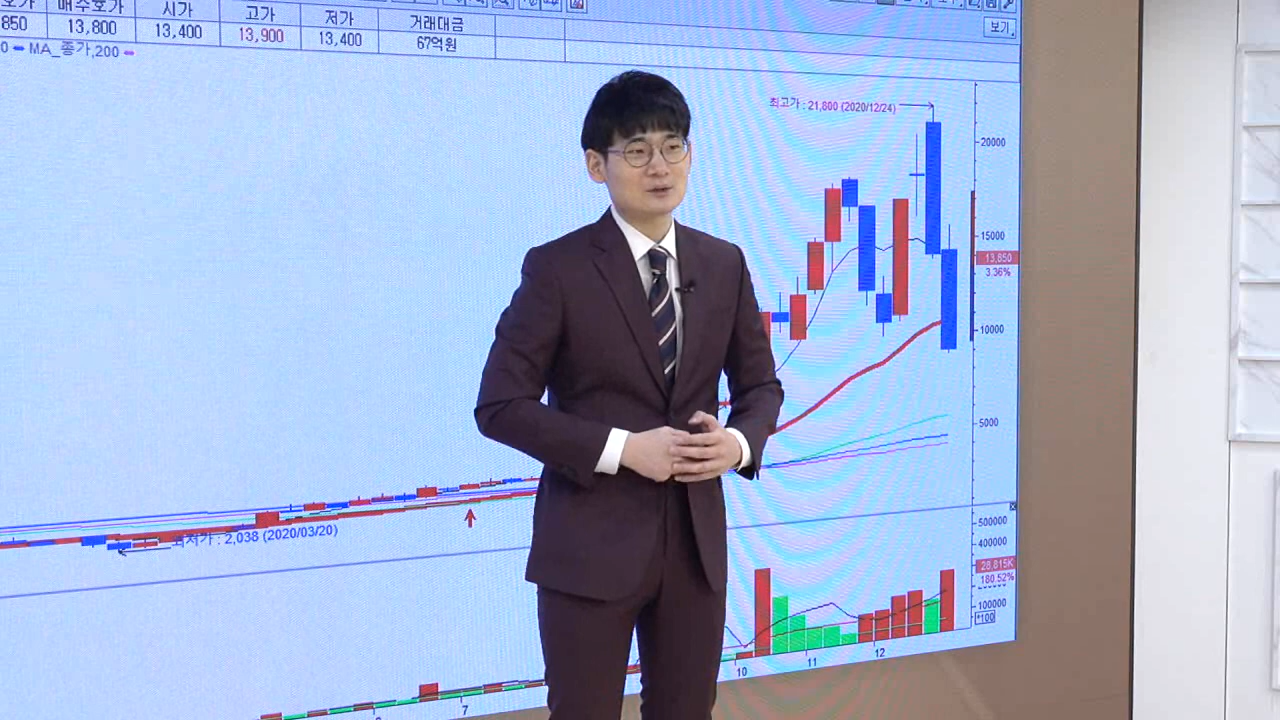 매수호가 시가 고가 저가 거래대금
850 13,800 13,400 13,900 13,400 67억원
보기
MA_종가,200
최고가 : 21,800 (2020/12/24)
20000
15000
13,850
3.36%
10000
5000
최저가 : 2,038 (2020/03/20)
500000
400000
28,815K
180.52%
100000
*100
7 10 11 12